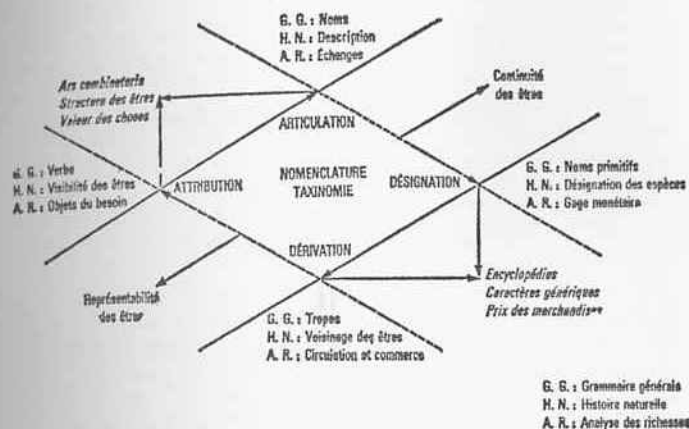 G. G. : Noms
H. N. : Description
A. R. : Échanges
Ars combinatoria
Structure des êtres
Valeur des choses
Continuité
des êtres
ARTICULATION
G. G. : Verbe
H. N. : Visibilité des êtres
A. R. : Objets du besoin
ATTRIBUTION
NOMENCLATURE
TAXINOMIE
DÉSIGNATION
G. G. : Noms primitifs
H. N. : Désignation des espèces
A. R. : Gage monétaire
DÉRIVATION
Représentabilité
des êtres
Encyclopédies
Caractères génériques
Prix des marchandises
G. G. : Tropes
H. N. : Voisinage des êtres
A. R. : Circulation et commerce
G. G. : Grammaire générale
H. N. : Histoire naturelle
A. R. : Analyse des richesses